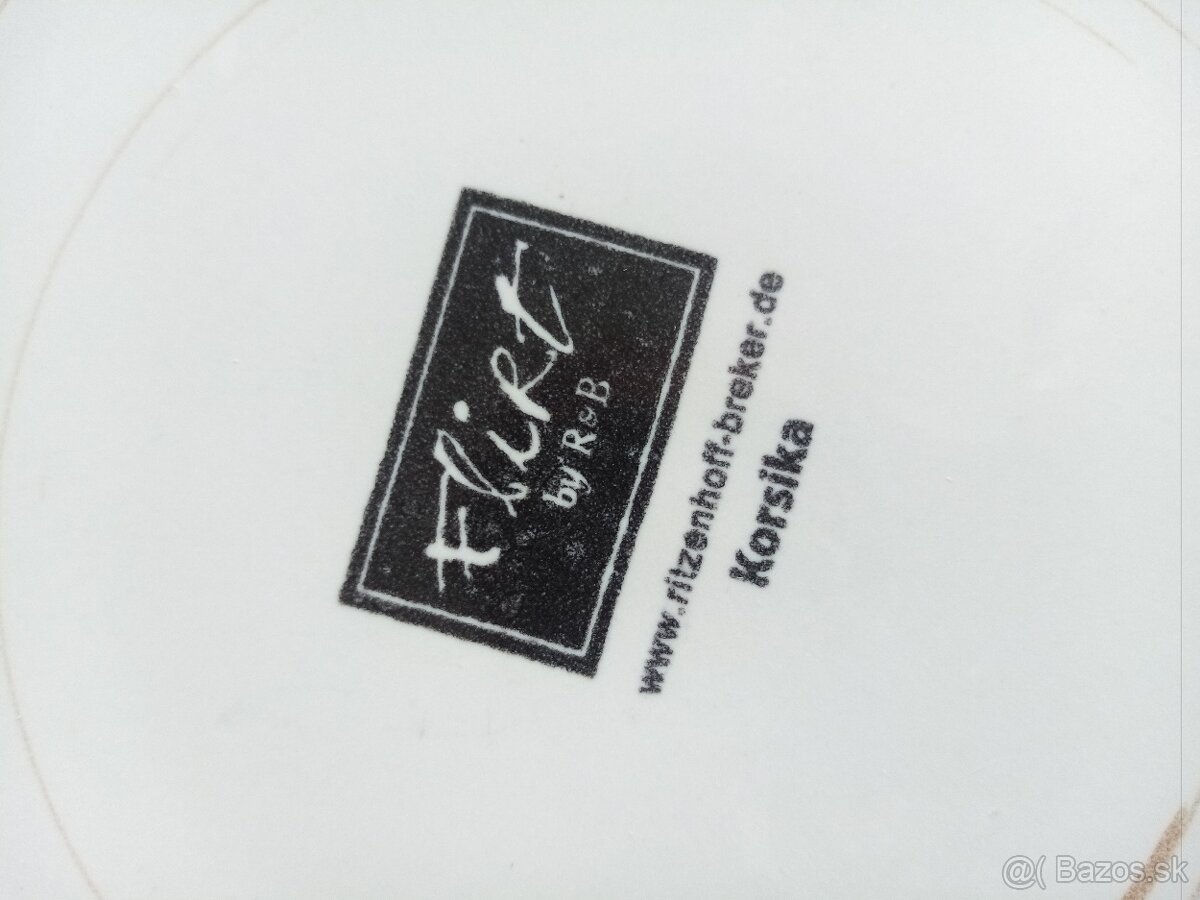 Flirt
by R&B
www.ritzenhoff-breker.de
Korsika
@( Bazos.sk